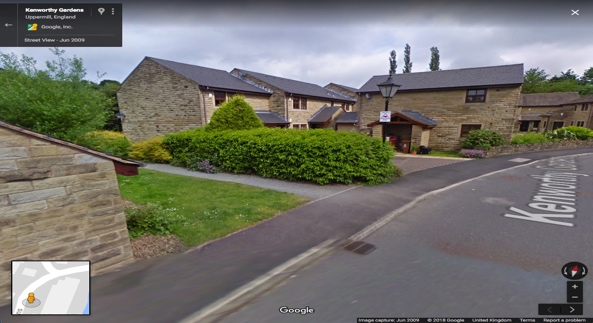 Kenworthy Gardens
Uppermill, England
Google, Inc.
Street View - Jun 2009
Kenworthy
Google
Image capture: Jun 2009 © 2018 Google United Kingdom Terms Report a problem